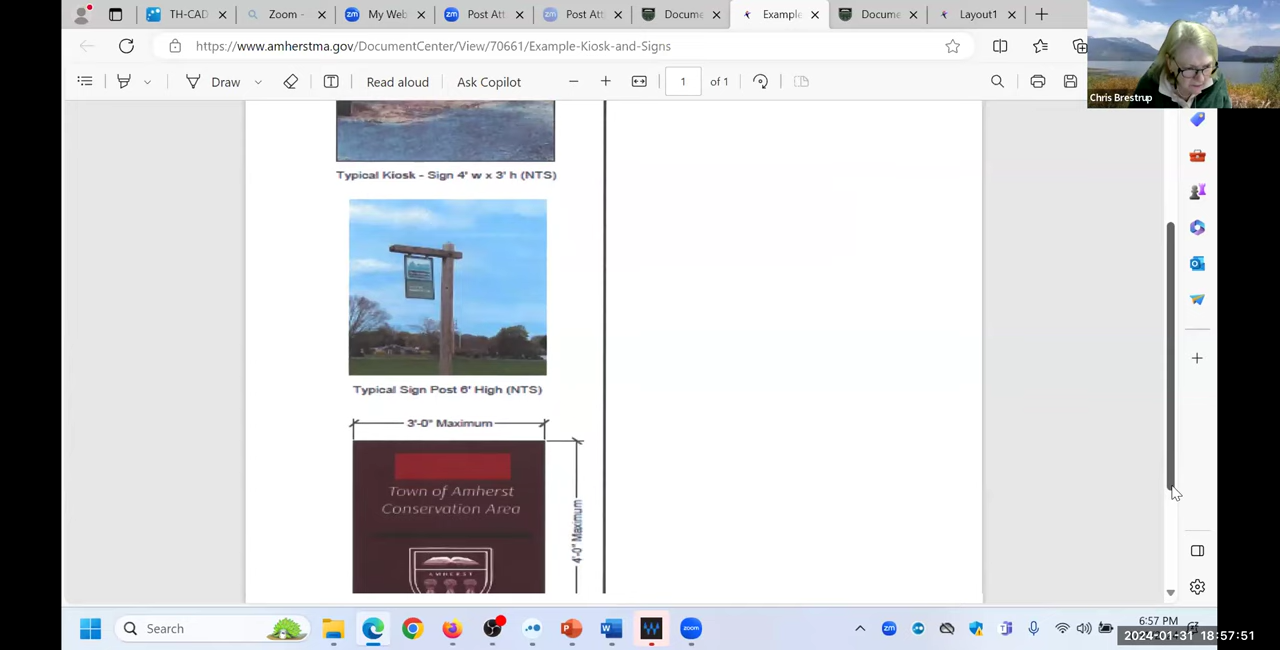 TH-CAD
Zoom -
My Web
Post Att
Post Att
Docume
Example
Docume
Layout1
https://www.amherstma.gov/DocumentCenter/View/70661/Example-Kiosk-and-Signs
Draw
Read aloud
Ask Copilot
1
of 1
Chris Brestrup
Typical Kiosk - Sign 4' w x 3' h (NTS)
Typical Sign Post 6' High (NTS)
3'-0" Maximum
Town of Amherst
Conservation Area
4'-0" Maximum
AMHERST
Search
zm
zoom
6:57 PM
2024-01-31 18:57:51